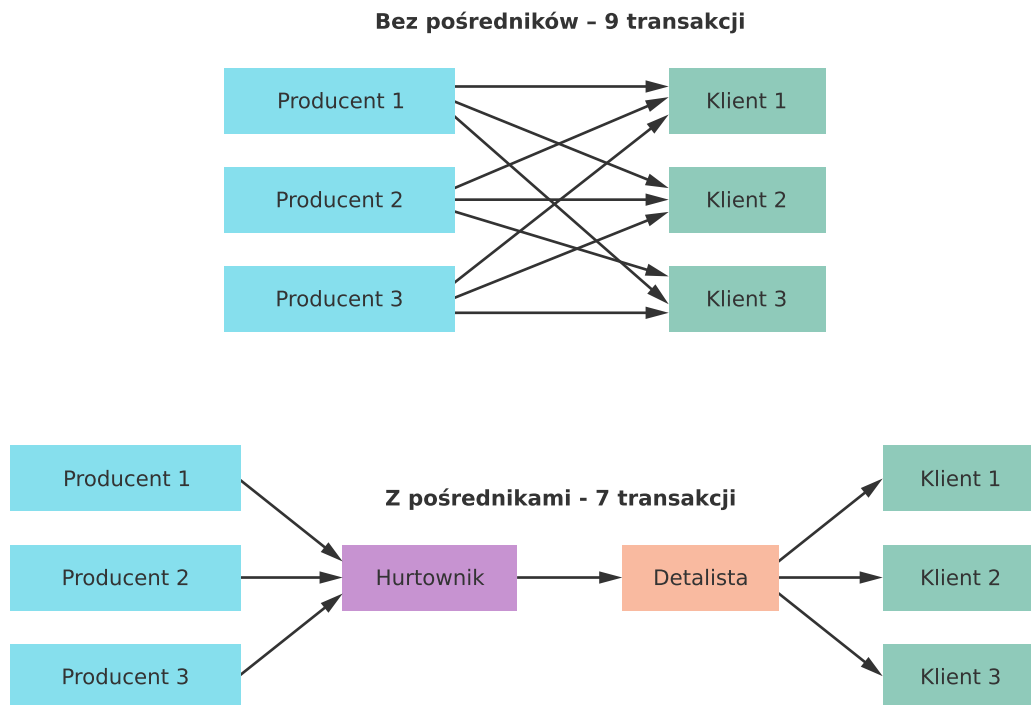 Bez pośredników – 9 transakcji
Producent 1
Klient 1
Producent 2
Klient 2
Producent 3
Klient 3
Producent 1
Klient 1
Z pośrednikami - 7 transakcji
Producent 2
Hurtownik
Detalista
Klient 2
Producent 3
Klient 3